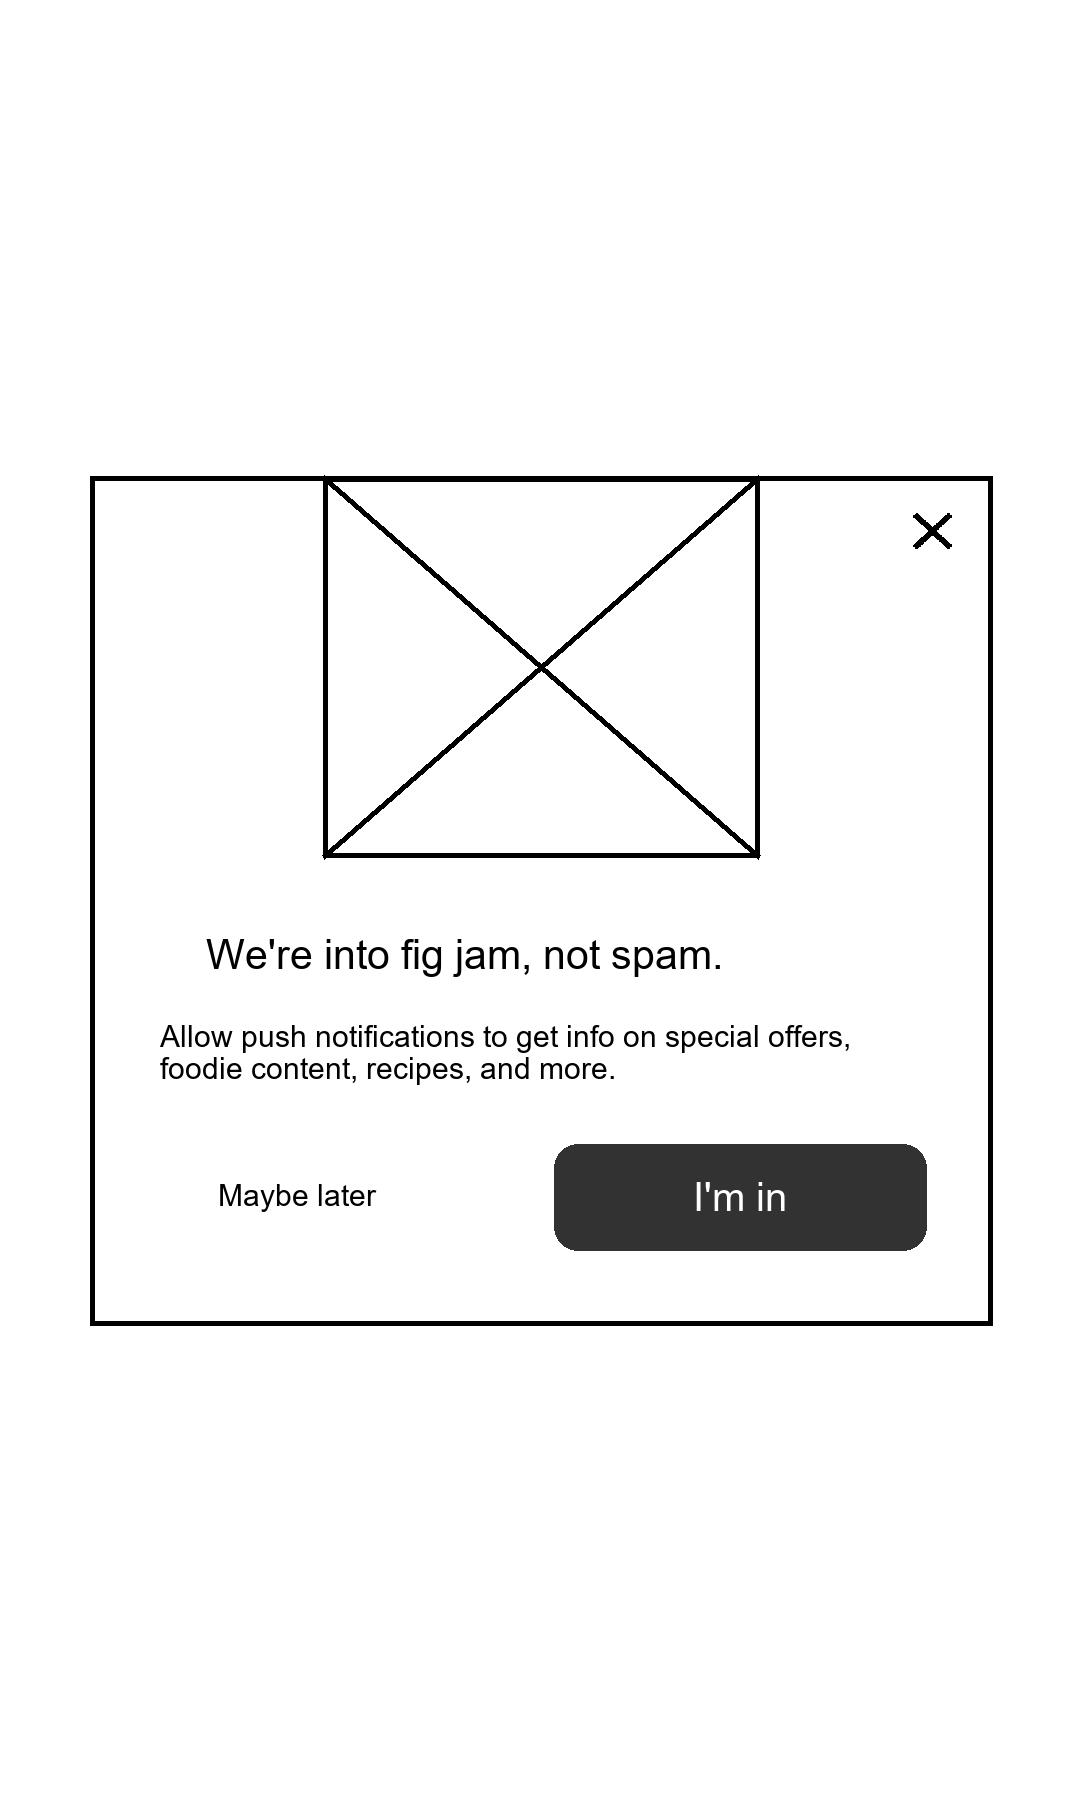 We're into fig jam, not spam.
Allow push notifications to get info on special offers,
foodie content, recipes, and more.
Maybe later
I'm in